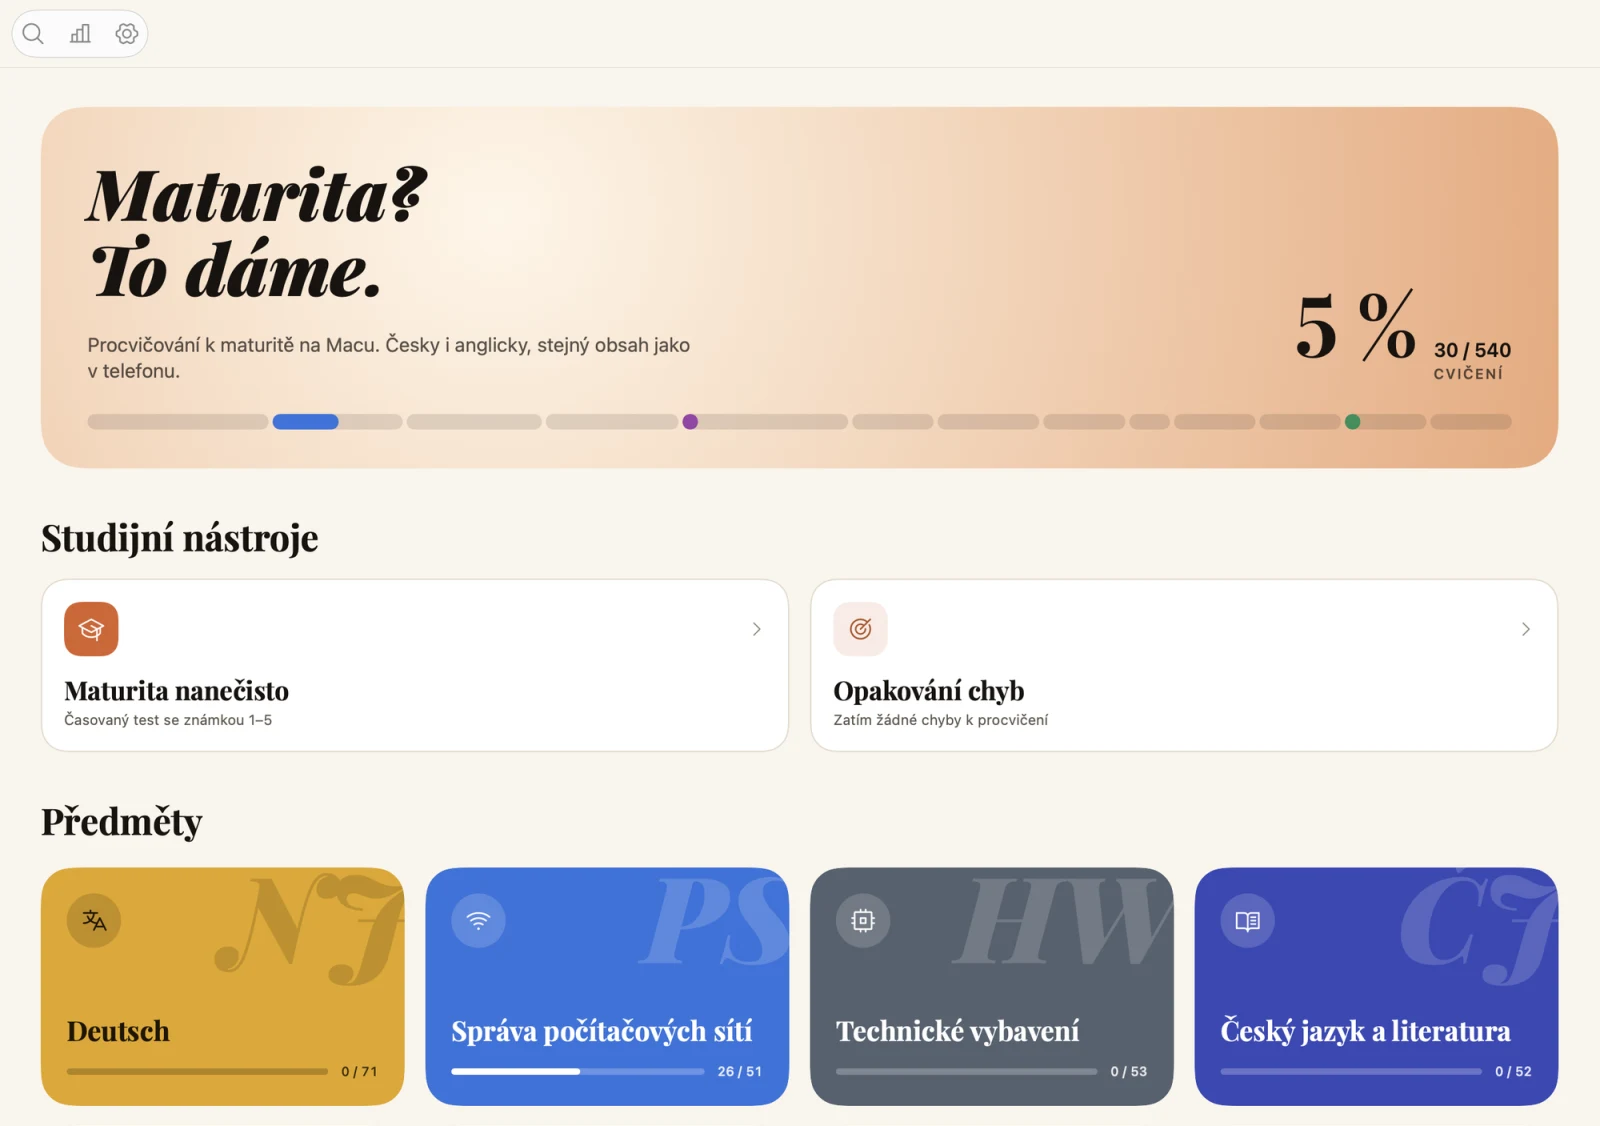 Maturita?
To dáme.
Procvičování k maturitě na Macu. Česky i anglicky, stejný obsah jako
v telefonu.
5 %
30 / 540
CVIČENÍ
Studijní nástroje
Maturita nanečisto
Časovaný test se známkou 1–5
Opakování chyb
Zatím žádné chyby k procvičení
Předměty
NJ
Deutsch
0 / 71
PS
Správa počítačových sítí
26 / 51
HW
Technické vybavení
0 / 53
ČJ
Český jazyk a literatura
0 / 52